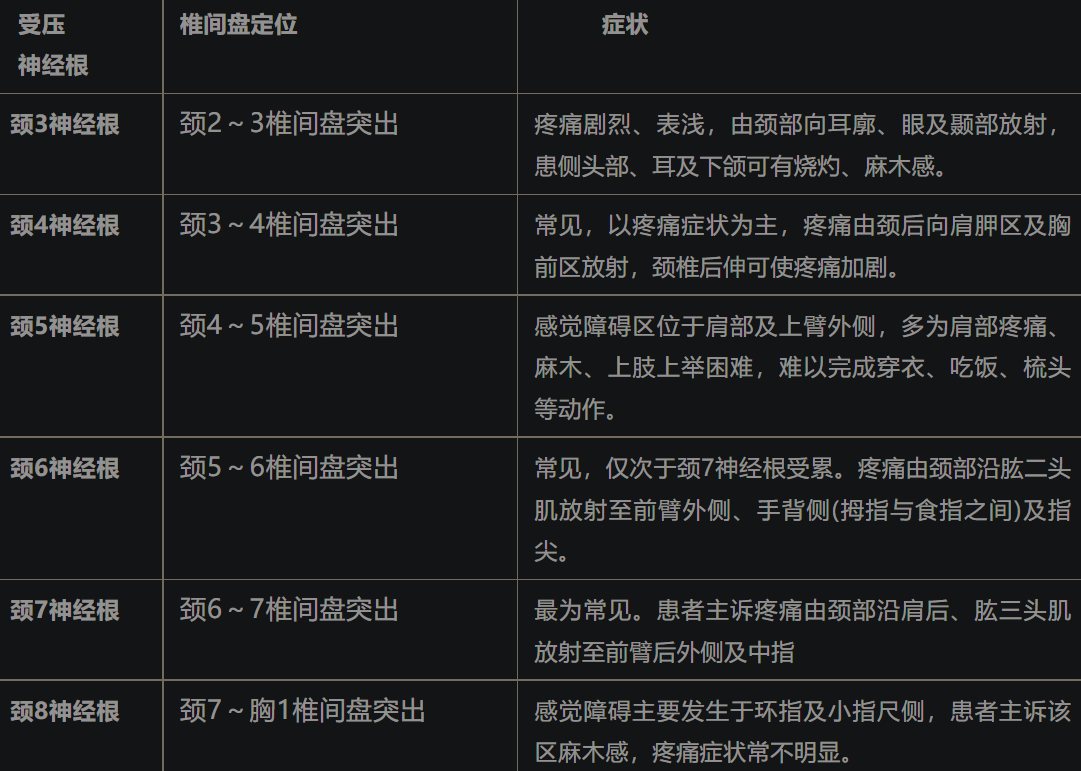 受压
神经根
椎间盘定位
症状
颈3神经根
颈2～3椎间盘突出
疼痛剧烈、表浅，由颈部向耳廓、眼及颞部放射，
患侧头部、耳及下颌可有烧灼、麻木感。
颈4神经根
颈3～4椎间盘突出
常见，以疼痛症状为主，疼痛由颈后向肩胛区及胸
前区放射，颈椎后伸可使疼痛加剧。
颈5神经根
颈4～5椎间盘突出
感觉障碍区位于肩部及上臂外侧，多为肩部疼痛、
麻木、上肢上举困难，难以完成穿衣、吃饭、梳头
等动作。
颈6神经根
颈5～6椎间盘突出
常见，仅次于颈7神经根受累。疼痛由颈部沿肱二头
肌放射至前臂外侧、手背侧(拇指与食指之间)及指
尖。
颈7神经根
颈6～7椎间盘突出
最为常见。患者主诉疼痛由颈部沿肩后、肱三头肌
放射至前臂后外侧及中指
颈8神经根
颈7～胸1椎间盘突出
感觉障碍主要发生于环指及小指尺侧，患者主诉该
区麻木感，疼痛症状常不明显。